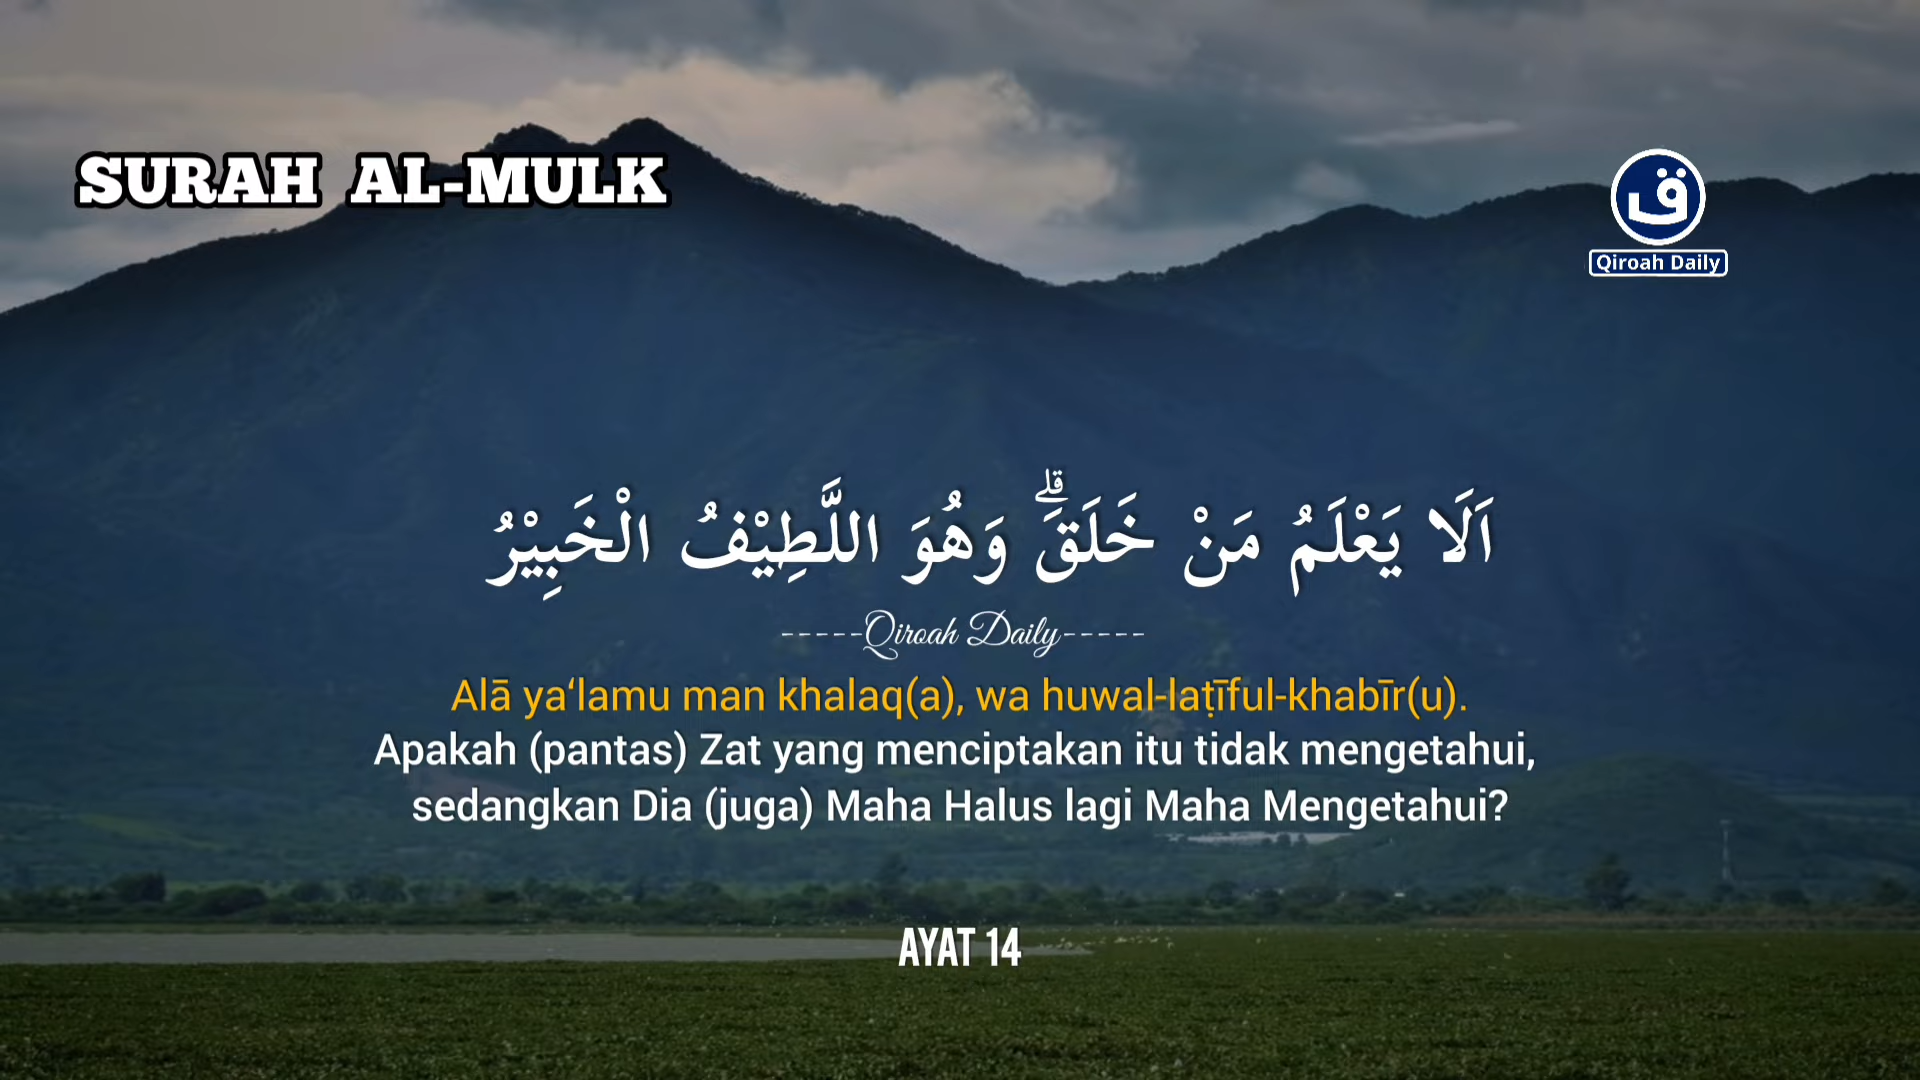 SURAH AL-MULK
ق
Qiroah Daily
اَلَا يَعْلَمُ مَنْ خَلَقَۗ وَهُوَ اللَّطِيْفُ الْخَبِيْرُ
-----Qiroah Daily-----
Alā ya‘lamu man khalaq(a), wa huwal-laṭīful-khabīr(u).
Apakah (pantas) Zat yang menciptakan itu tidak mengetahui,
sedangkan Dia (juga) Maha Halus lagi Maha Mengetahui?
AYAT 14